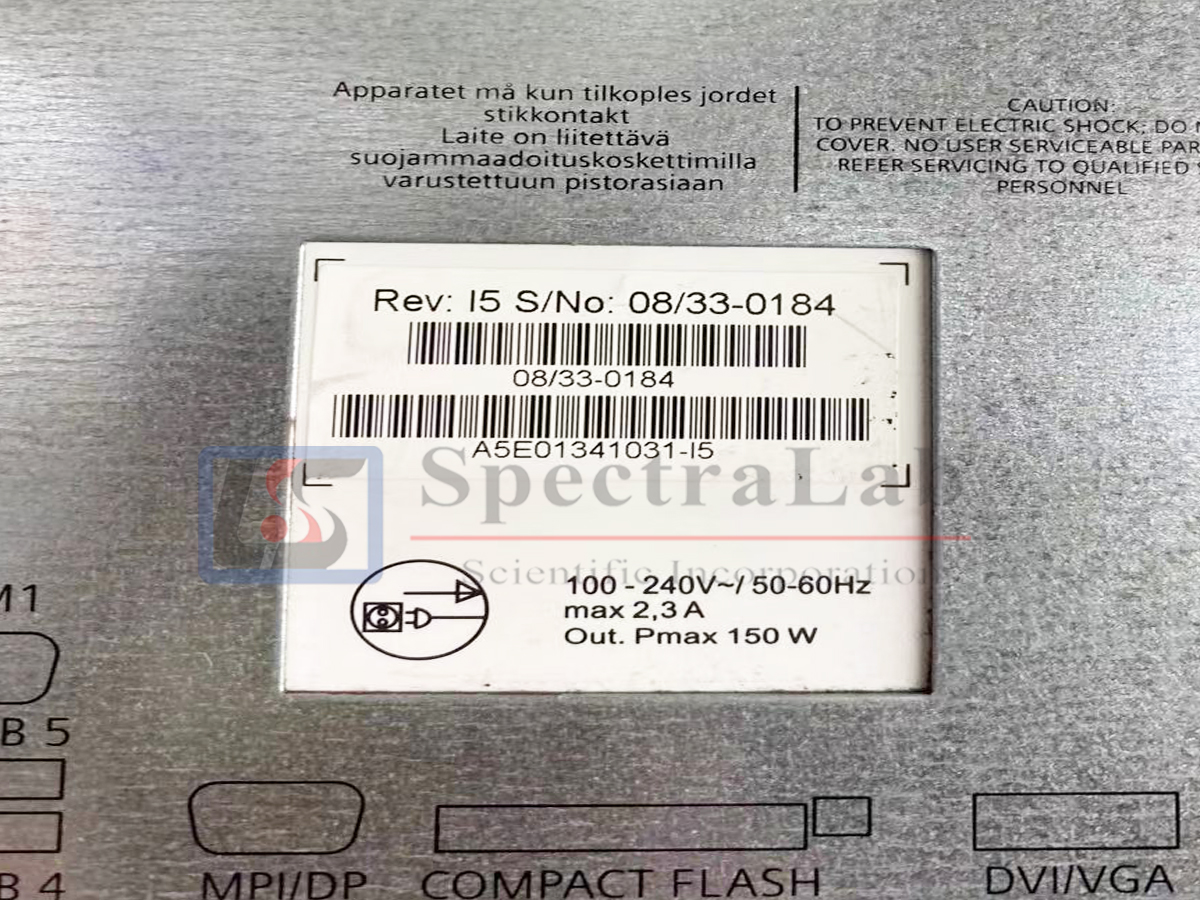 Apparatet må kun tilkoples jordet
stikkontakt
Laite on liitettävä
suojammaadoituskoskettimilla
varustettuun pistorasiaan
CAUTION:
TO PREVENT ELECTRIC SHOCK; DO
COVER. NO USER SERVICEABLE
REFER SERVICING TO QUALIFIED
PERSONNEL
Rev: I5 S/No: 08/33-0184
08/33-0184
A5E01341031-I5
SpectraLab
Scientific Incorporation
100 - 240V~/ 50-60Hz
max 2,3 A
Out. Pmax 150 W
B 5
B 4
MPI/DP
COMPACT FLASH
DVI/VGA